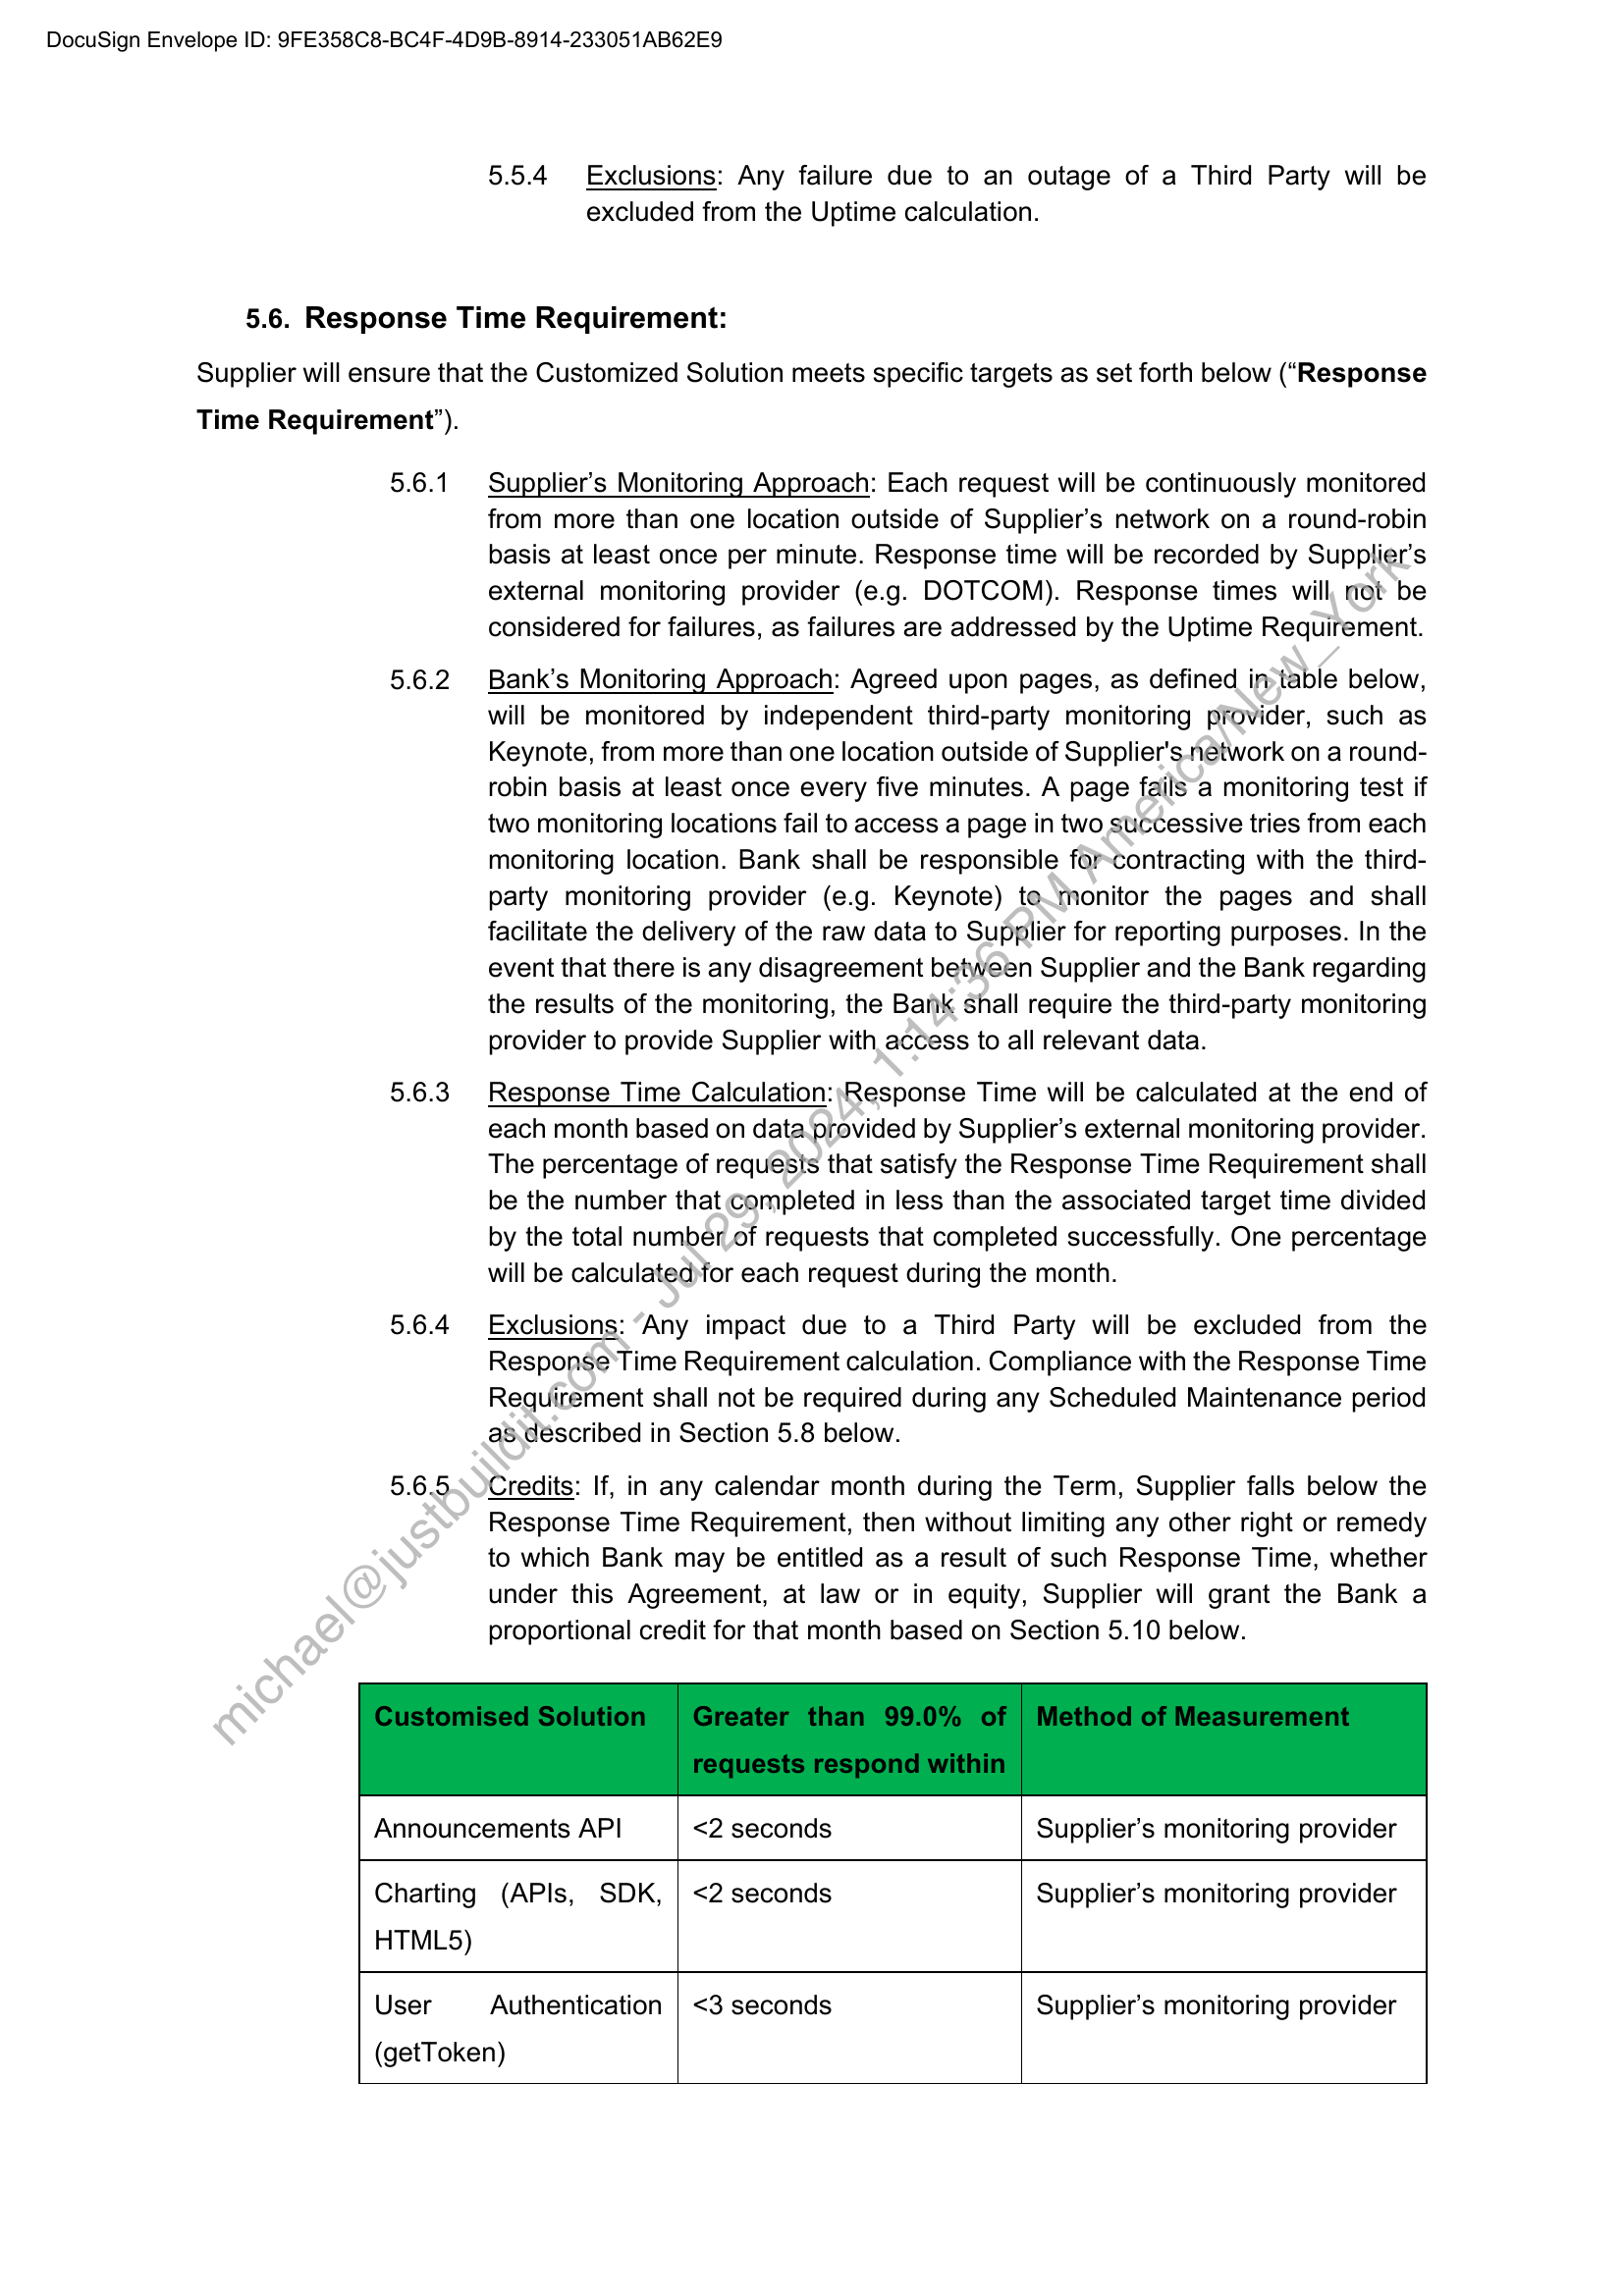 DocuSign Envelope ID: 9FE358C8-BC4F-4D9B-8914-233051AB62E9
5.5.4 Exclusions: Any failure due to an outage of a Third Party will be
excluded from the Uptime calculation.
5.6. Response Time Requirement:
Supplier will ensure that the Customized Solution meets specific targets as set forth below (“Response
Time Requirement”).
5.6.1 Supplier’s Monitoring Approach: Each request will be continuously monitored
from more than one location outside of Supplier’s network on a round-robin
basis at least once per minute. Response time will be recorded by Supplier’s
external monitoring provider (e.g. DOTCOM). Response times will not be
considered for failures, as failures are addressed by the Uptime Requirement.
5.6.2 Bank’s Monitoring Approach: Agreed upon pages, as defined in table below,
will be monitored by independent third-party monitoring provider, such as
Keynote, from more than one location outside of Supplier's network on a round-
robin basis at least once every five minutes. A page fails a monitoring test if
two monitoring locations fail to access a page in two successive tries from each
monitoring location. Bank shall be responsible for contracting with the third-
party monitoring provider (e.g. Keynote) to monitor the pages and shall
facilitate the delivery of the raw data to Supplier for reporting purposes. In the
event that there is any disagreement between Supplier and the Bank regarding
the results of the monitoring, the Bank shall require the third-party monitoring
provider to provide Supplier with access to all relevant data.
5.6.3 Response Time Calculation: Response Time will be calculated at the end of
each month based on data provided by Supplier’s external monitoring provider.
The percentage of requests that satisfy the Response Time Requirement shall
be the number that completed in less than the associated target time divided
by the total number of requests that completed successfully. One percentage
will be calculated for each request during the month.
5.6.4 Exclusions: Any impact due to a Third Party will be excluded from the
Response Time Requirement calculation. Compliance with the Response Time
Requirement shall not be required during any Scheduled Maintenance period
as described in Section 5.8 below.
5.6.5 Credits: If, in any calendar month during the Term, Supplier falls below the
Response Time Requirement, then without limiting any other right or remedy
to which Bank may be entitled as a result of such Response Time, whether
under this Agreement, at law or in equity, Supplier will grant the Bank a
proportional credit for that month based on Section 5.10 below.
michael@justbuildit.com - Jul 29, 2024, 1:14:36 PM America/New_York
Customised Solution Greater than 99.0% of Method of Measurement
requests respond within
Announcements API <2 seconds Supplier’s monitoring provider
Charting (APIs, SDK, <2 seconds Supplier’s monitoring provider
HTML5)
User Authentication <3 seconds Supplier’s monitoring provider
(getToken)